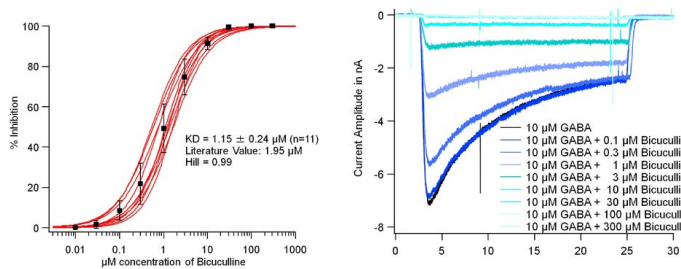 100
80
60
40
20
0
% Inhibition
KD = 1.15 ± 0.24 µM (n=11)
Literature Value: 1.95 µM
Hill = 0.99
0.01
0.1
1
10
100
1000
µM concentration of Bicuculline
0
-2
-4
-6
-8
Current Amplitude in nA
10 µM GABA
10 µM GABA + 0.1 µM Bicuculli
10 µM GABA + 0.3 µM Bicuculli
10 µM GABA + 1 µM Bicuculli
10 µM GABA + 3 µM Bicuculli
10 µM GABA + 10 µM Bicuculli
10 µM GABA + 30 µM Bicuculli
10 µM GABA + 100 µM Bicucull
10 µM GABA + 300 µM Bicucull
0
5
10
15
20
25
30